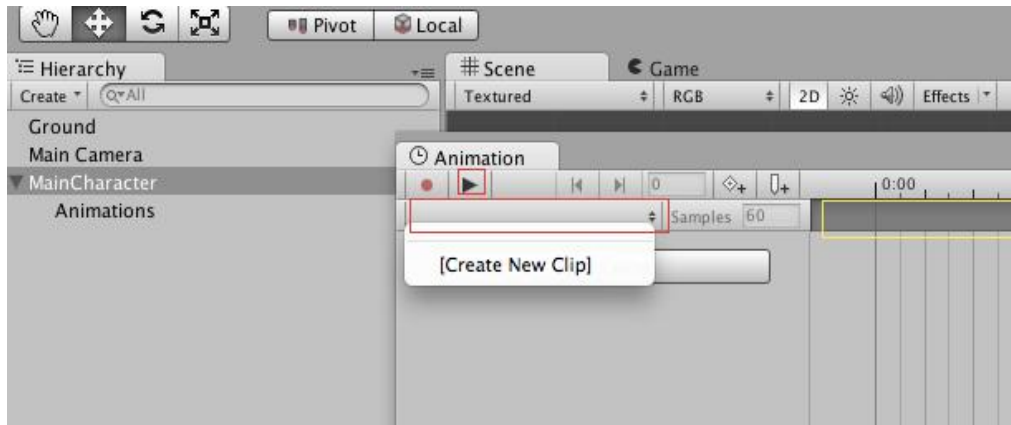 Pivot Local
Hierarchy
Create All
Ground
Main Camera
MainCharacter
Animations
Scene Game
Textured RGB 2D Effects
Animation
0 0:00
Samples 60
[Create New Clip]